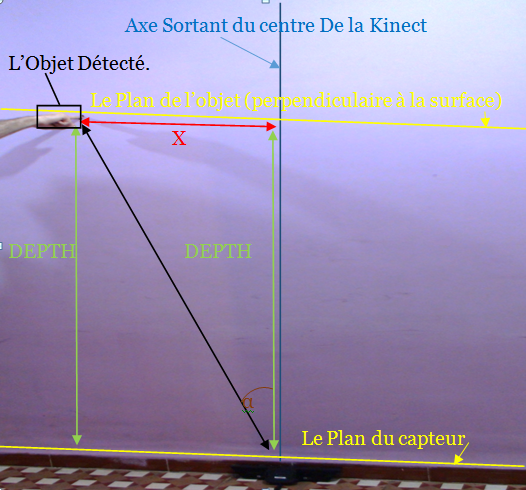 Axe Sortant du centre De la Kinect
L’Objet Détecté.
Le Plan de l’objet (perpendiculaire à la surface)
X
DEPTH
DEPTH
α
Le Plan du capteur